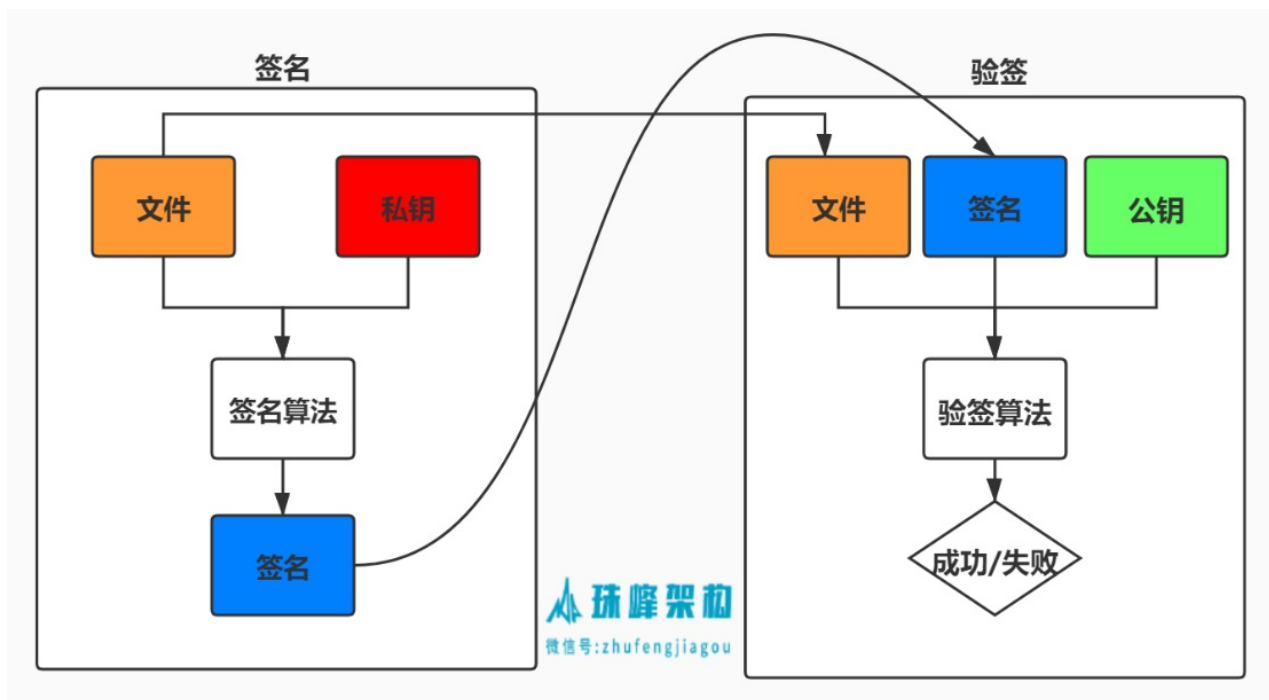 签名
文件
私钥
签名算法
签名
验签
文件
签名
公钥
验签算法
成功/失败
珠峰架构
微信号:zhufengjiagou